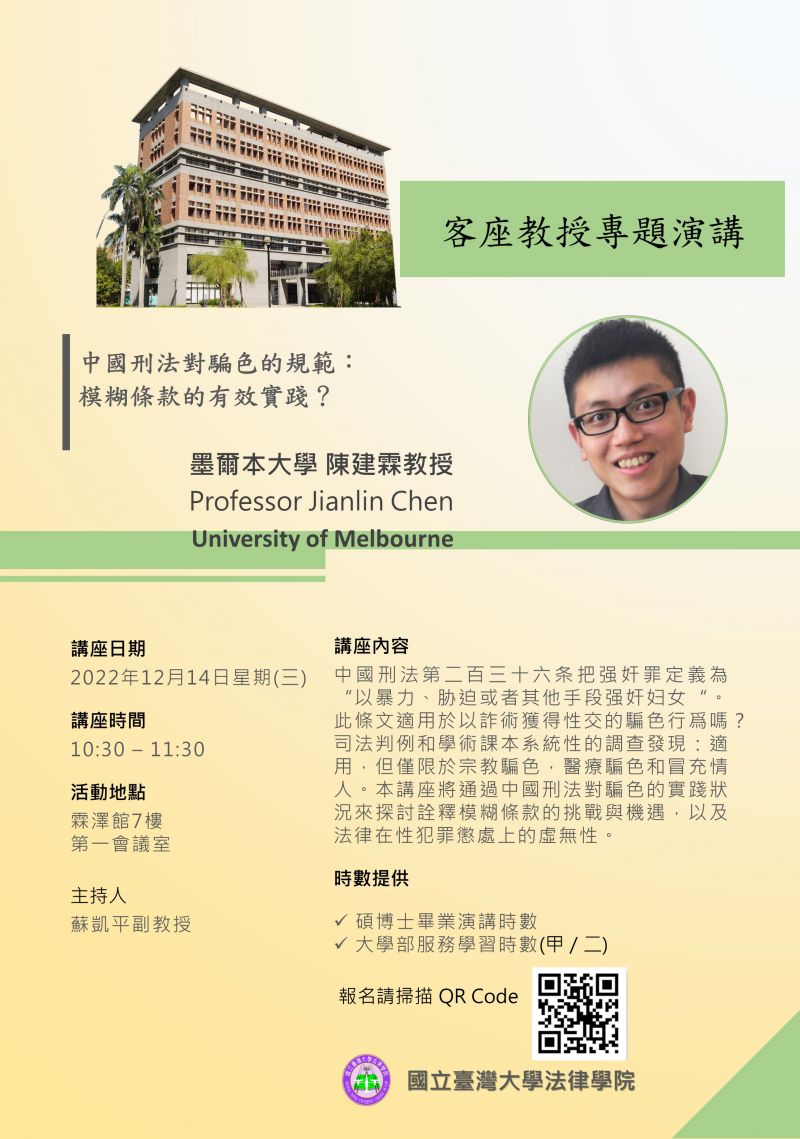 客座教授專題演講
中國刑法對騙色的規範：
模糊條款的有效實踐？
墨爾本大學 陳建霖教授
Professor Jianlin Chen
University of Melbourne
講座日期
2022年12月14日星期(三)
講座時間
10:30 – 11:30
活動地點
霖澤館7樓
第一會議室
主持人
蘇凱平副教授
講座內容
中國刑法第二百三十六条把强奸罪定義為
“以暴力、胁迫或者其他手段强奸妇女“。
此條文適用於以詐術獲得性交的騙色行爲嗎？
司法判例和學術課本系統性的調查發現：適
用，但僅限於宗教騙色，醫療騙色和冒充情
人。本講座將通過中國刑法對騙色的實踐狀
況來探討詮釋模糊條款的挑戰與機遇，以及
法律在性犯罪懲處上的虛無性。
時數提供
✓ 碩博士畢業演講時數
✓ 大學部服務學習時數(甲 / 二)
報名請掃描 QR Code
國立臺灣大學法律學院